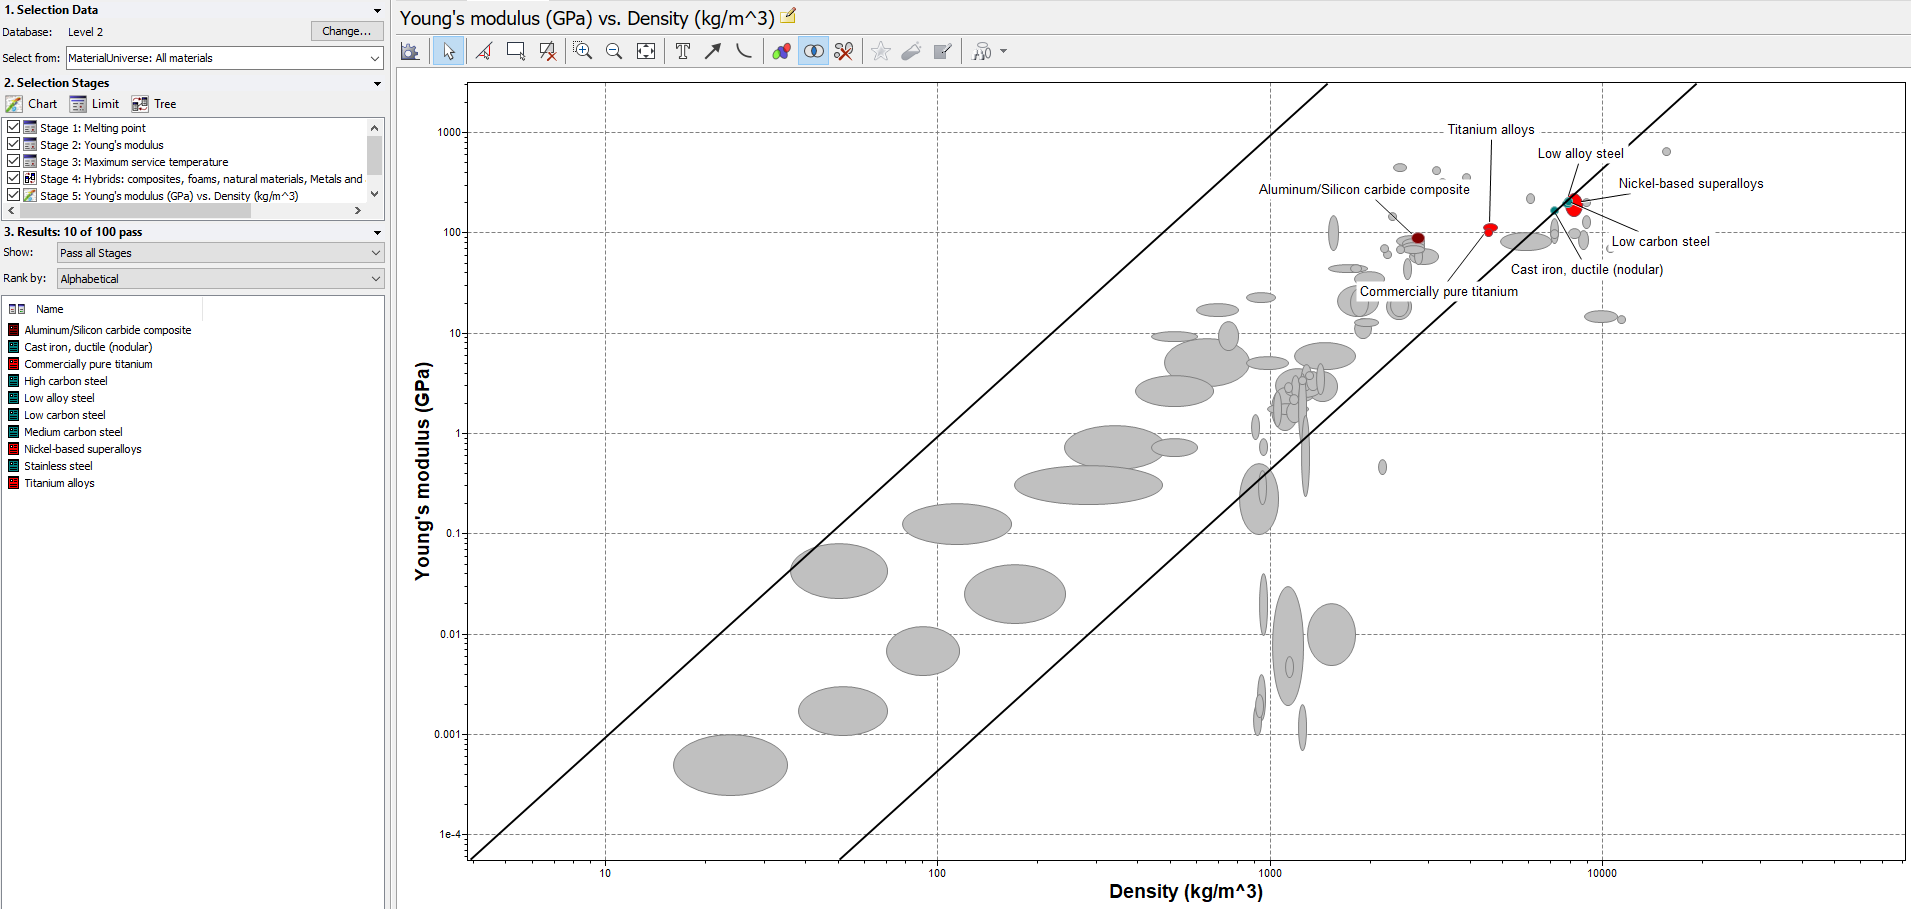 1. Selection Data
Database: Level 2
Change...
Select from: MaterialUniverse: All materials
2. Selection Stages
Chart Limit Tree
Stage 1: Melting point
Stage 2: Young's modulus
Stage 3: Maximum service temperature
Stage 4: Hybrids: composites, foams, natural materials, Metals and
Stage 5: Young's modulus (GPa) vs. Density (kg/m^3)
3. Results: 10 of 100 pass
Show: Pass all Stages
Rank by: Alphabetical
Name
Aluminum/Silicon carbide composite
Cast iron, ductile (nodular)
Commercially pure titanium
High carbon steel
Low alloy steel
Low carbon steel
Medium carbon steel
Nickel-based superalloys
Stainless steel
Titanium alloys
Young's modulus (GPa) vs. Density (kg/m^3)
T
Titanium alloys
Low alloy steel
Nickel-based superalloys
Aluminum/Silicon carbide composite
Low carbon steel
Cast iron, ductile (nodular)
Commercially pure titanium
Young's modulus (GPa)
1000
100
10
1
0.1
0.01
0.001
1e-4
10 100 1000 10000
Density (kg/m^3)